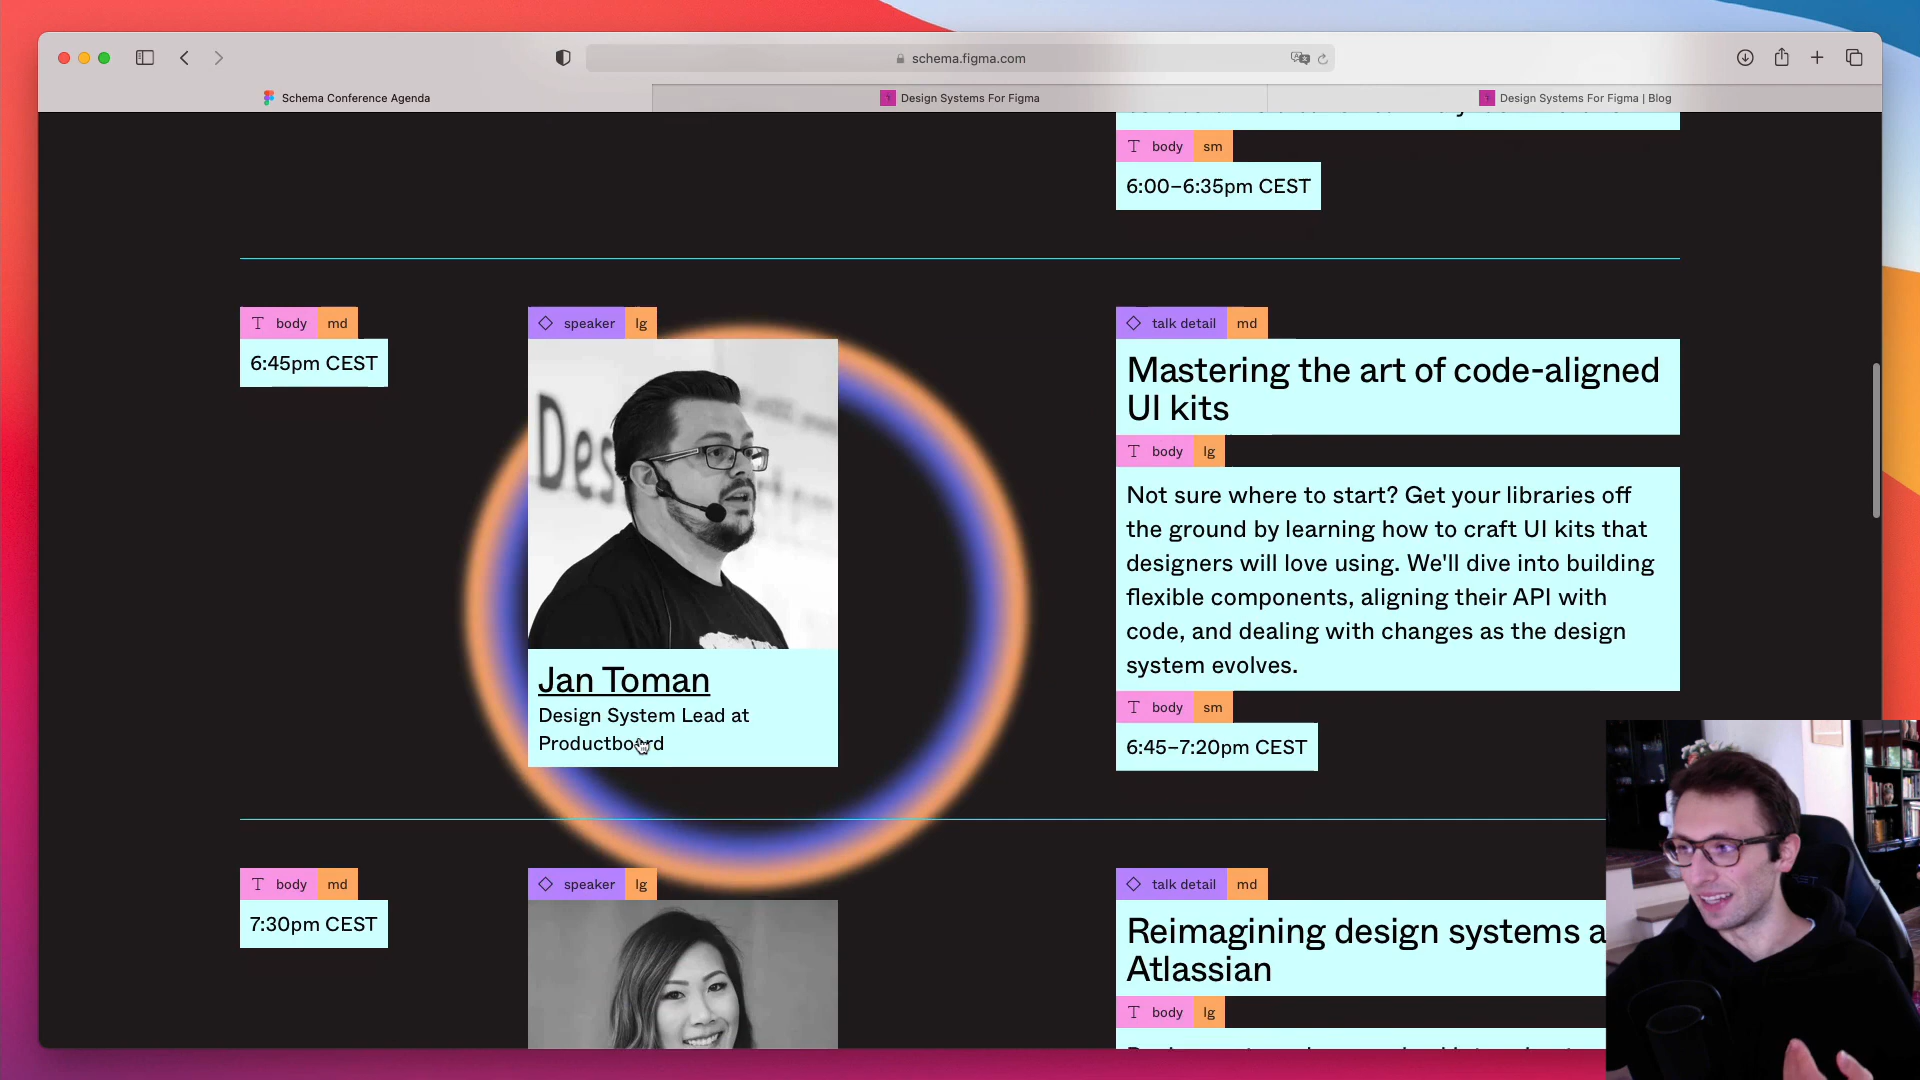 schema.figma.com
Schema Conference Agenda
Design Systems For Figma
Design Systems For Figma | Blog
body sm
6:00–6:35pm CEST
body md
6:45pm CEST
speaker lg
Des
Jan Toman
Design System Lead at
Productboard
talk detail md
Mastering the art of code-aligned
UI kits
body lg
Not sure where to start? Get your libraries off
the ground by learning how to craft UI kits that
designers will love using. We'll dive into building
flexible components, aligning their API with
code, and dealing with changes as the design
system evolves.
body sm
6:45–7:20pm CEST
body md
7:30pm CEST
speaker lg
talk detail md
Reimagining design systems a
Atlassian
body lg